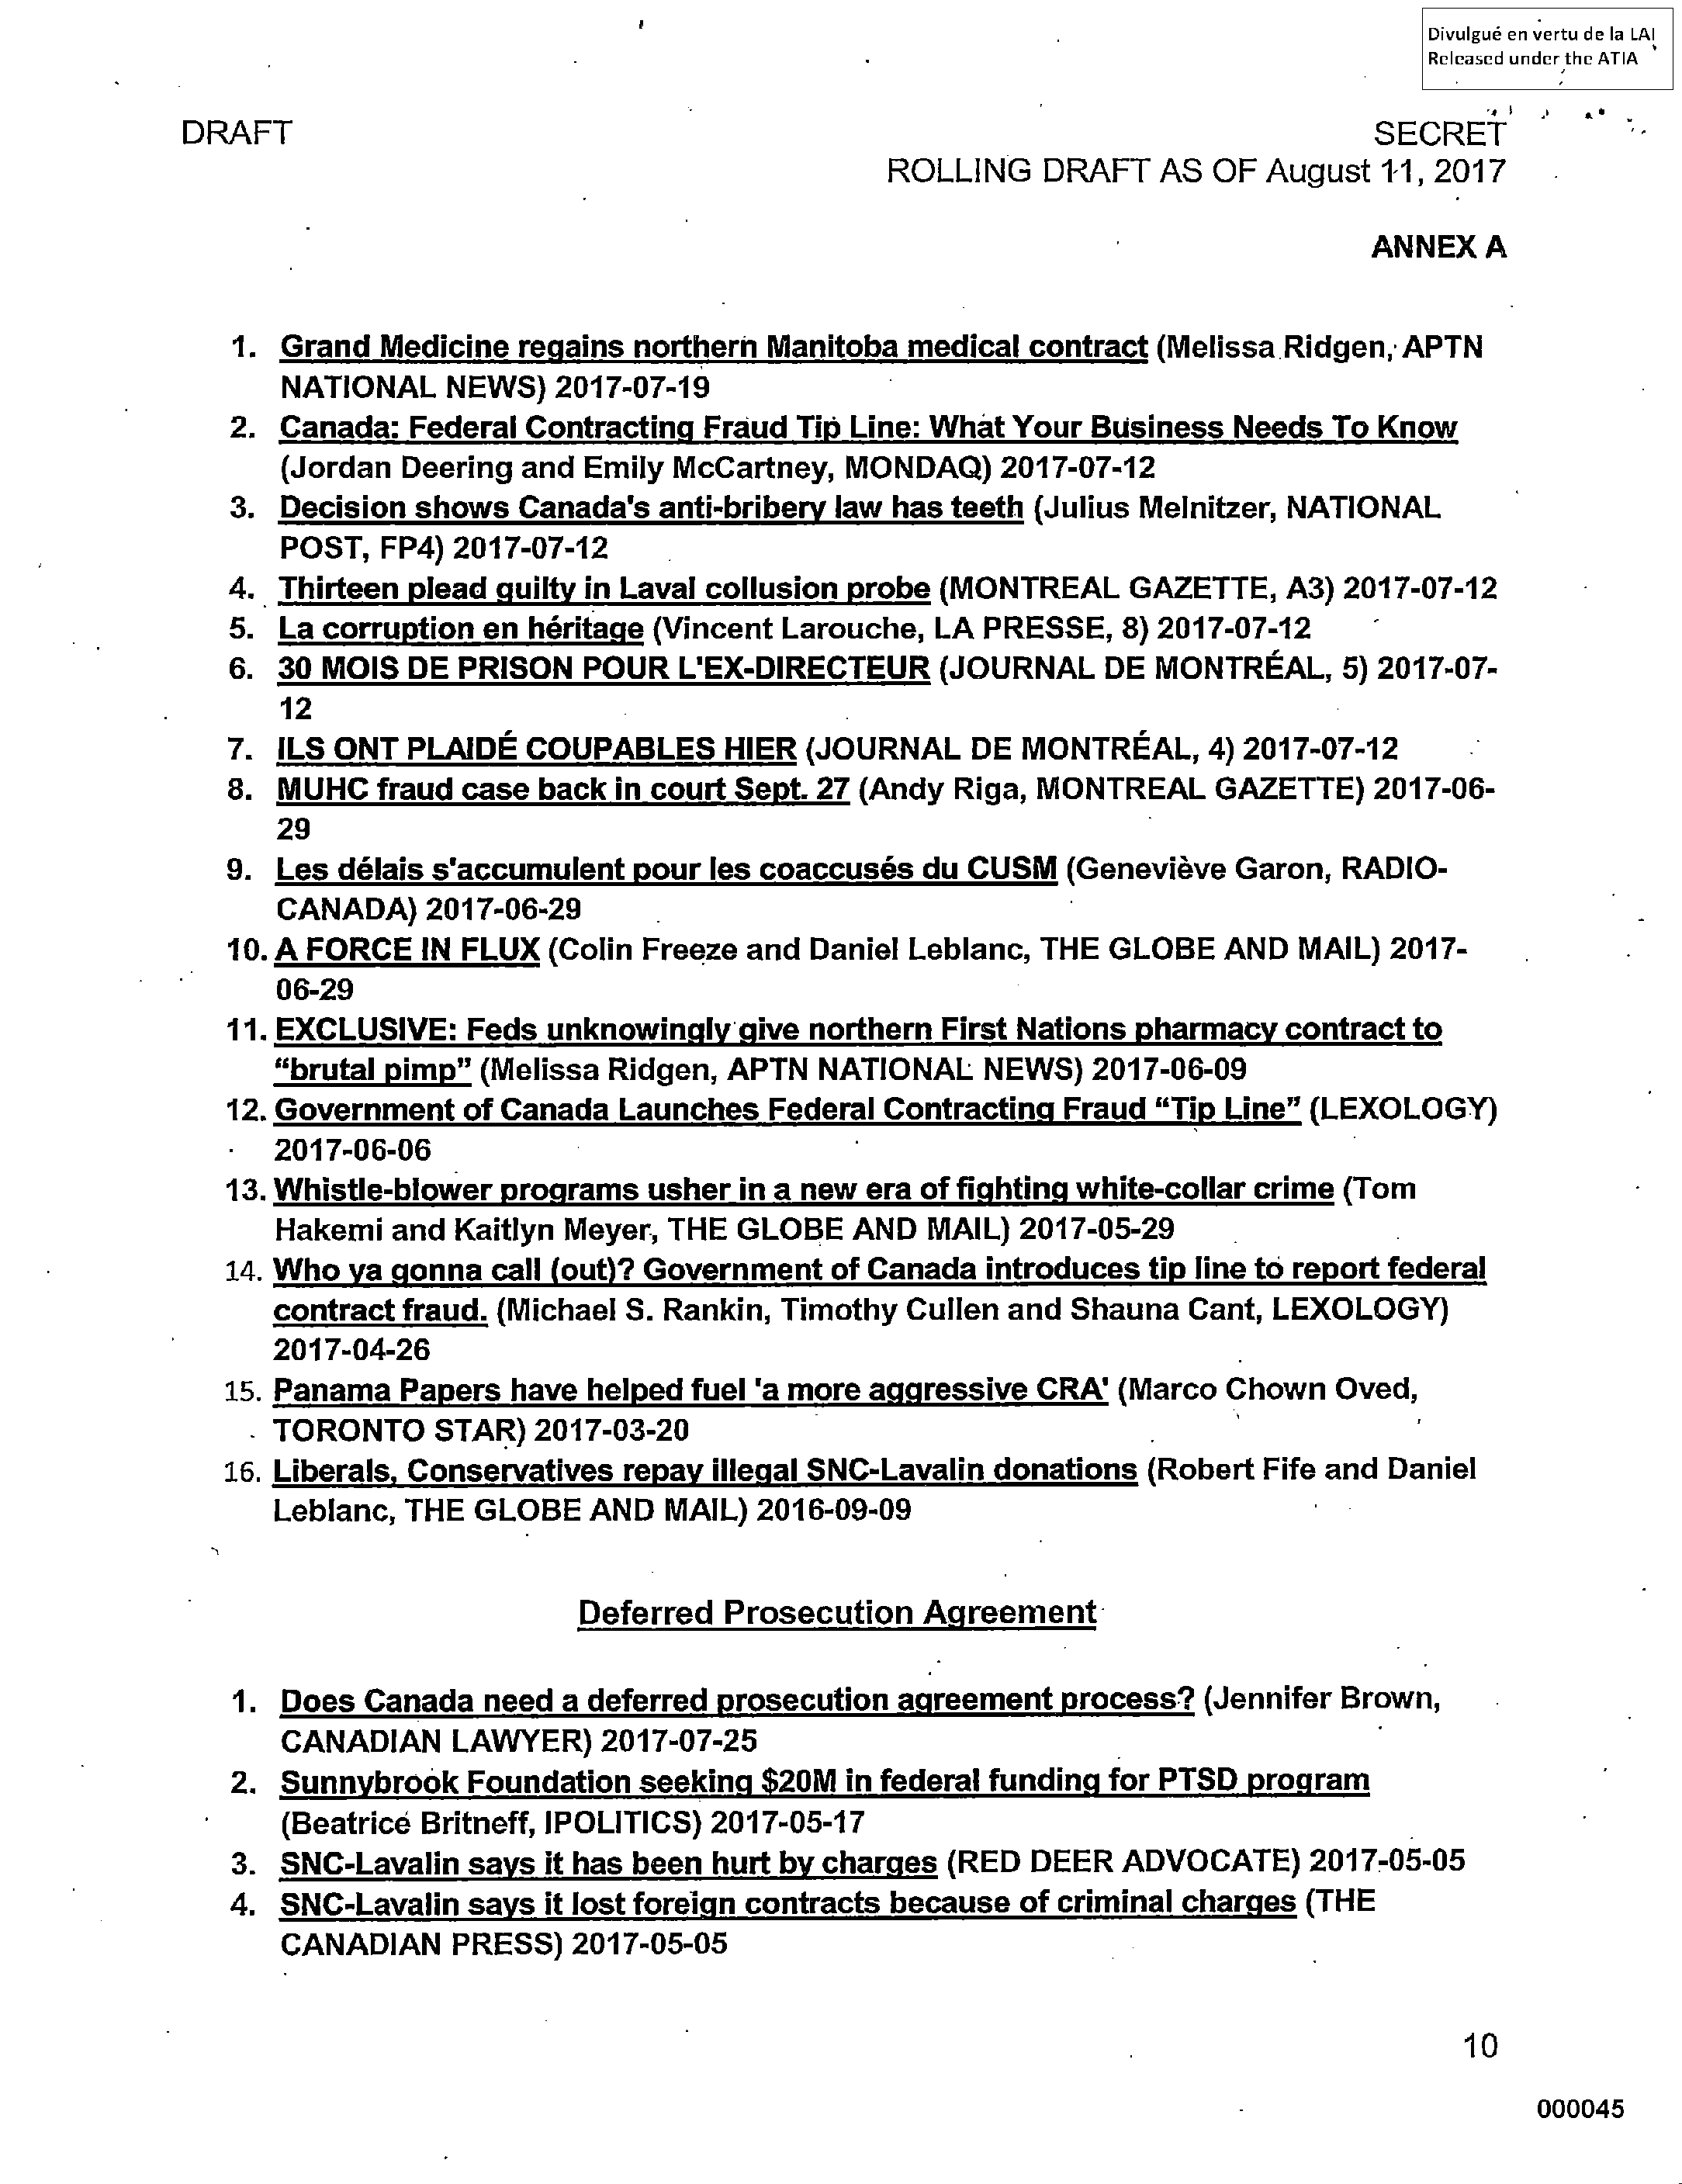 Divulgué en vertu de la LAI
Released under the ATIA
DRAFT
SECRET
ROLLING DRAFT AS OF August 11, 2017
ANNEX A
1. Grand Medicine regains northern Manitoba medical contract (Melissa Ridgen, APTN
NATIONAL NEWS) 2017-07-19
2. Canada: Federal Contracting Fraud Tip Line: What Your Business Needs To Know
(Jordan Deering and Emily McCartney, MONDAQ) 2017-07-12
3. Decision shows Canada's anti-bribery law has teeth (Julius Melnitzer, NATIONAL
POST, FP4) 2017-07-12
4. Thirteen plead guilty in Laval collusion probe (MONTREAL GAZETTE, A3) 2017-07-12
5. La corruption en héritage (Vincent Larouche, LA PRESSE, 8) 2017-07-12
6. 30 MOIS DE PRISON POUR L'EX-DIRECTEUR (JOURNAL DE MONTRÉAL, 5) 2017-07-
12
7. ILS ONT PLAIDÉ COUPABLES HIER (JOURNAL DE MONTRÉAL, 4) 2017-07-12
8. MUHC fraud case back in court Sept. 27 (Andy Riga, MONTREAL GAZETTE) 2017-06-
29
9. Les délais s'accumulent pour les coaccusés du CUSM (Geneviève Garon, RADIO-
CANADA) 2017-06-29
10. A FORCE IN FLUX (Colin Freeze and Daniel Leblanc, THE GLOBE AND MAIL) 2017-
06-29
11. EXCLUSIVE: Feds unknowingly give northern First Nations pharmacy contract to
“brutal pimp” (Melissa Ridgen, APTN NATIONAL NEWS) 2017-06-09
12. Government of Canada Launches Federal Contracting Fraud “Tip Line” (LEXOLOGY)
2017-06-06
13. Whistle-blower programs usher in a new era of fighting white-collar crime (Tom
Hakemi and Kaitlyn Meyer, THE GLOBE AND MAIL) 2017-05-29
14. Who ya gonna call (out)? Government of Canada introduces tip line to report federal
contract fraud. (Michael S. Rankin, Timothy Cullen and Shauna Cant, LEXOLOGY)
2017-04-26
15. Panama Papers have helped fuel 'a more aggressive CRA' (Marco Chown Oved,
TORONTO STAR) 2017-03-20
16. Liberals, Conservatives repay illegal SNC-Lavalin donations (Robert Fife and Daniel
Leblanc, THE GLOBE AND MAIL) 2016-09-09
Deferred Prosecution Agreement
1. Does Canada need a deferred prosecution agreement process? (Jennifer Brown,
CANADIAN LAWYER) 2017-07-25
2. Sunnybrook Foundation seeking $20M in federal funding for PTSD program
(Beatrice Britneff, IPOLITICS) 2017-05-17
3. SNC-Lavalin says it has been hurt by charges (RED DEER ADVOCATE) 2017-05-05
4. SNC-Lavalin says it lost foreign contracts because of criminal charges (THE
CANADIAN PRESS) 2017-05-05
10
000045